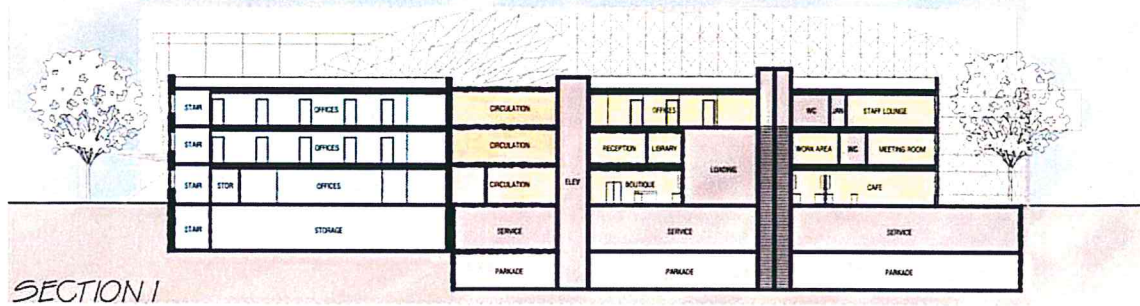 STAIR OFFICES CIRCULATION OFFICES WC JAN STAFF LOUNGE
STAIR OFFICES CIRCULATION RECEPTION LIBRARY WORK AREA WC MEETING ROOM
LOADING
ELEV
STAIR STOR OFFICES CIRCULATION BOUTIQUE CAFE
STAIR STORAGE SERVICE SERVICE SERVICE
PARKADE PARKADE PARKADE
SECTION 1